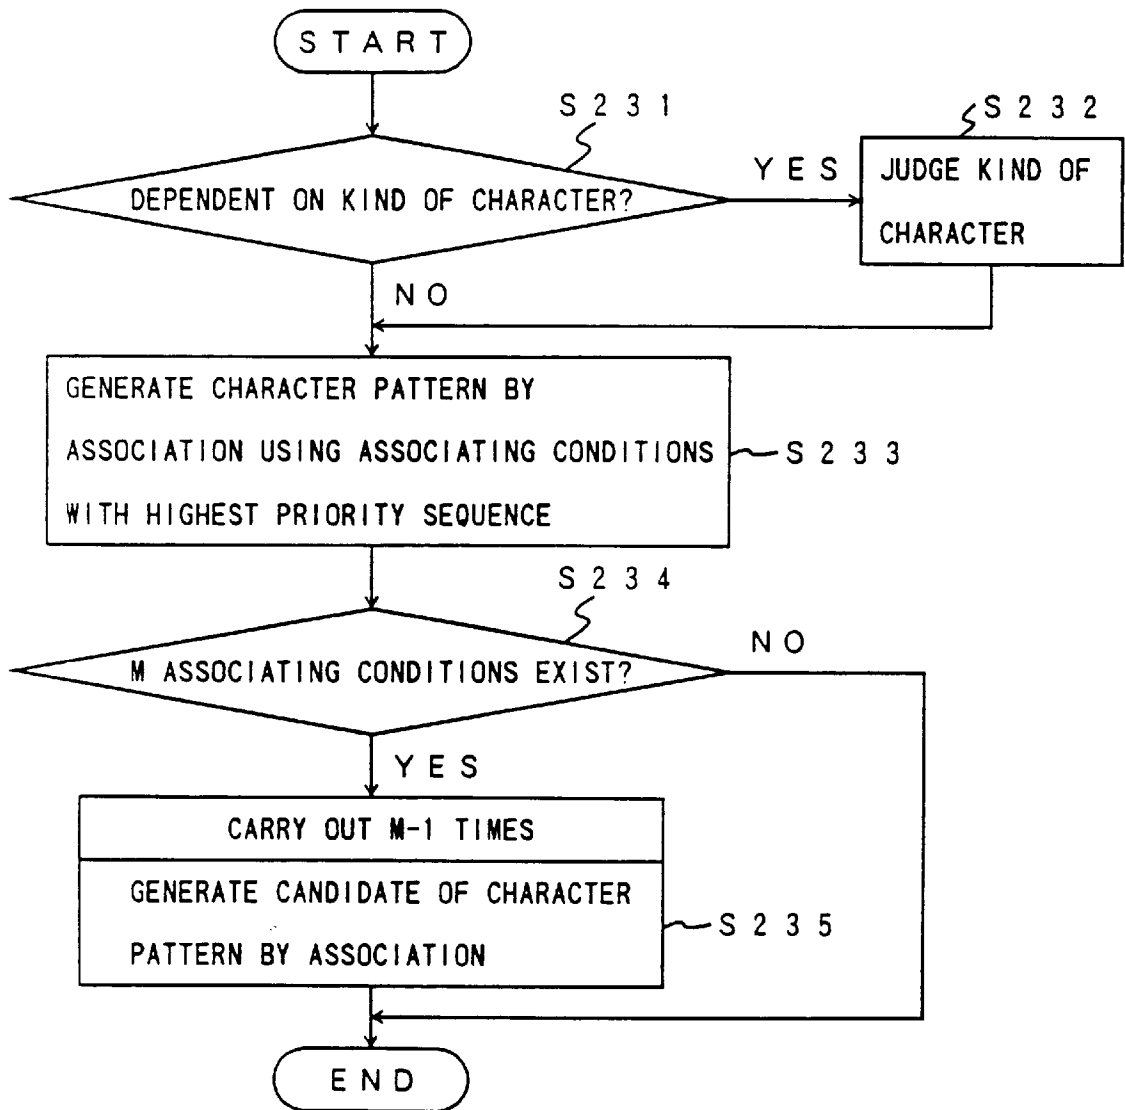 START
S231
DEPENDENT ON KIND OF CHARACTER?
YES
S232
JUDGE KIND OF
CHARACTER
NO
GENERATE CHARACTER PATTERN BY
ASSOCIATION USING ASSOCIATING CONDITIONS
WITH HIGHEST PRIORITY SEQUENCE
S233
S234
M ASSOCIATING CONDITIONS EXIST?
NO
YES
CARRY OUT M-1 TIMES
GENERATE CANDIDATE OF CHARACTER
PATTERN BY ASSOCIATION
S235
END